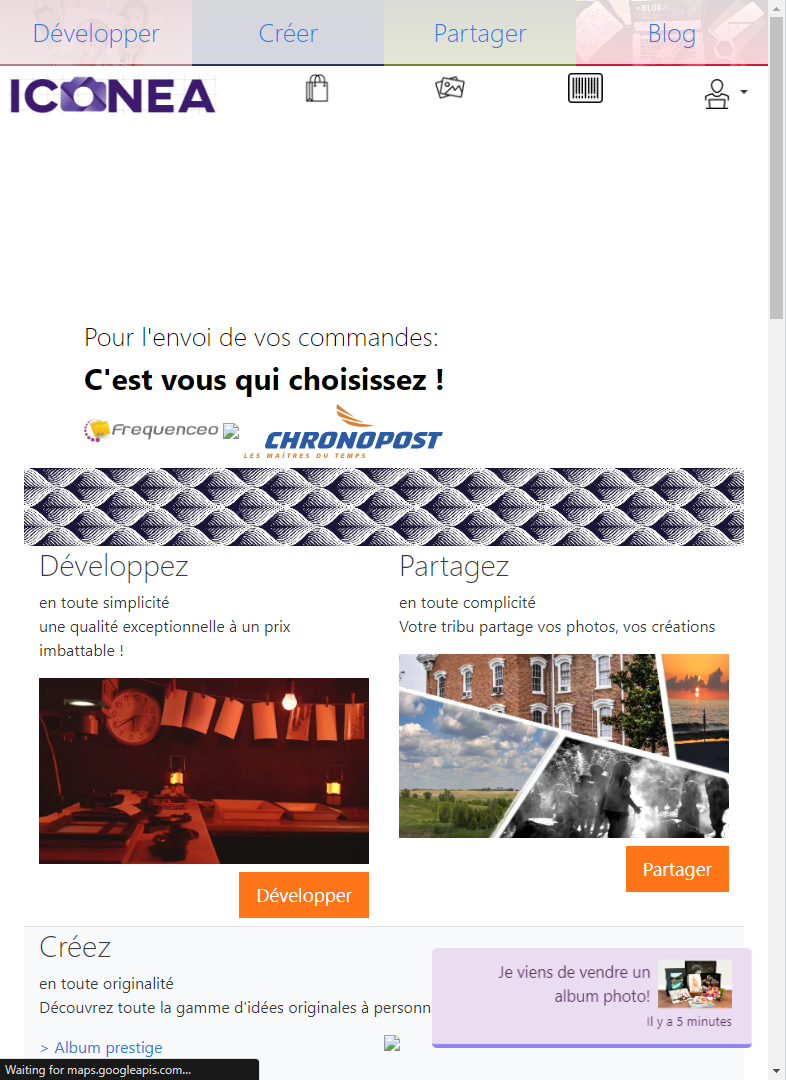 Développer
Créer
Partager
Blog
ICONEA
Pour l'envoi de vos commandes:
C'est vous qui choisissez !
Frequenceo
CHRONOPOST
LES MAÎTRES DU TEMPS
Développez
en toute simplicité
une qualité exceptionnelle à un prix
imbattable !
Développer
Partagez
en toute complicité
Votre tribu partage vos photos, vos créations
Partager
Créez
en toute originalité
Découvrez toute la gamme d'idées originales à personn
> Album prestige
Je viens de vendre un
album photo!
Il y a 5 minutes
Waiting for maps.googleapis.com...